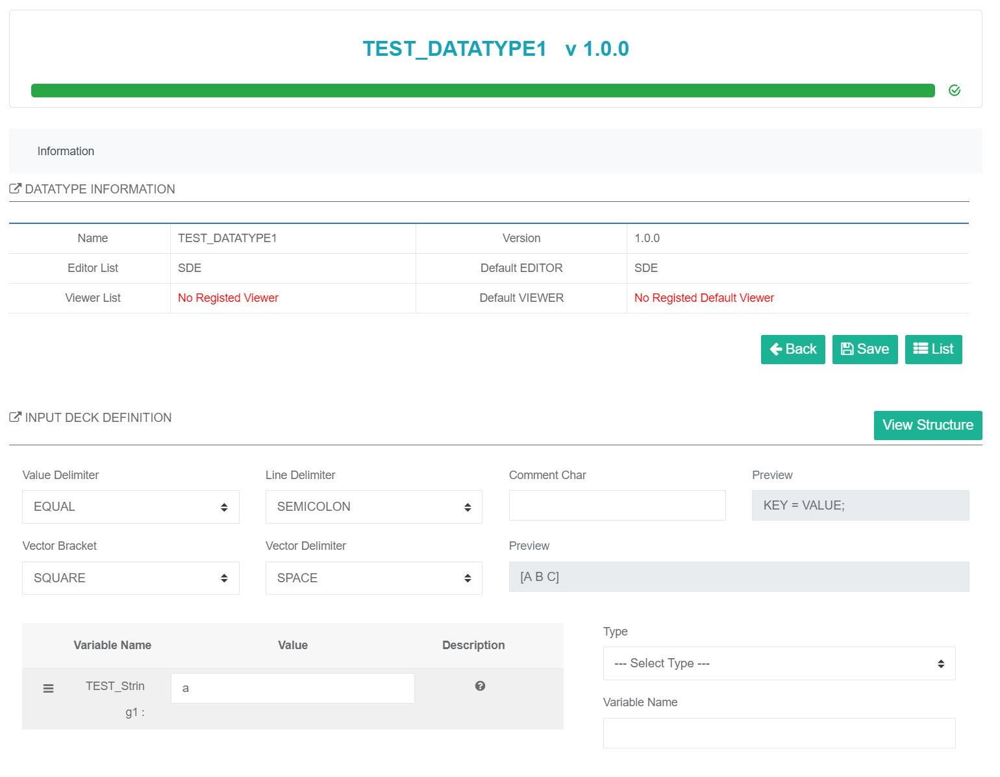 TEST_DATATYPE1 v 1.0.0
Information
DATATYPE INFORMATION
Name TEST_DATATYPE1 Version 1.0.0
Editor List SDE Default EDITOR SDE
Viewer List No Registed Viewer Default VIEWER No Registed Default Viewer
Back Save List
INPUT DECK DEFINITION
View Structure
Value Delimiter Line Delimiter Comment Char Preview
EQUAL SEMICOLON KEY = VALUE;
Vector Bracket Vector Delimiter Preview
SQUARE SPACE [A B C]
Variable Name Value Description
TEST_Strin a
g1 :
Type
--- Select Type ---
Variable Name